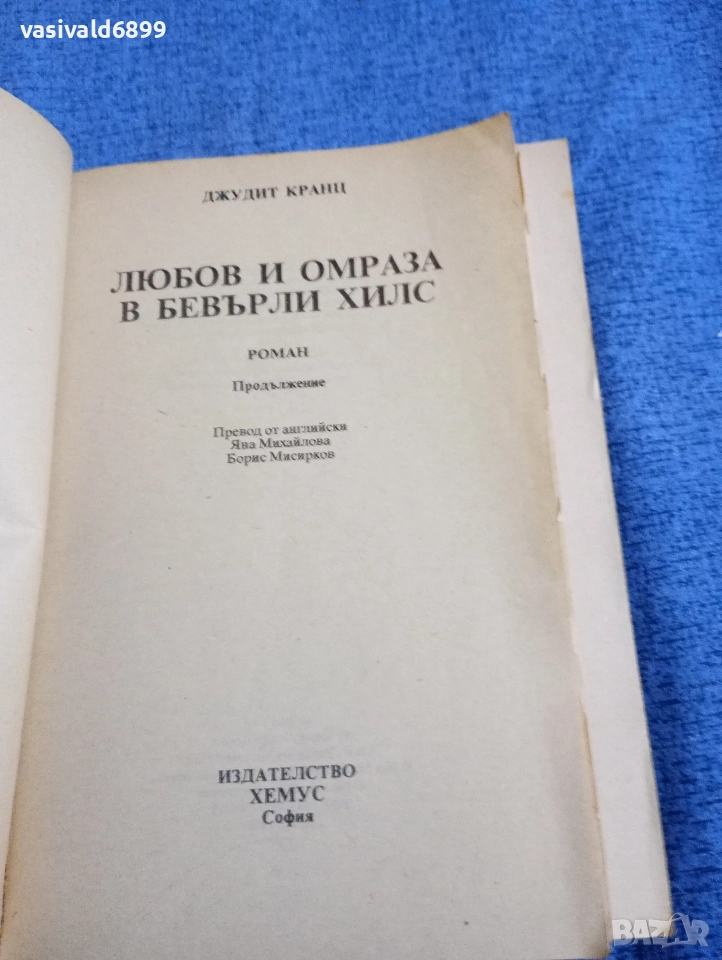 vasivald6899
ДЖУДИТ КРАНЦ
ЛЮБОВ И ОМРАЗА
В БЕВЪРЛИ ХИЛС
РОМАН
Продължение
Превод от английски
Ява Михайлова
Борис Мисирков
ИЗДАТЕЛСТВО
ХЕМУС
София
BAZAR